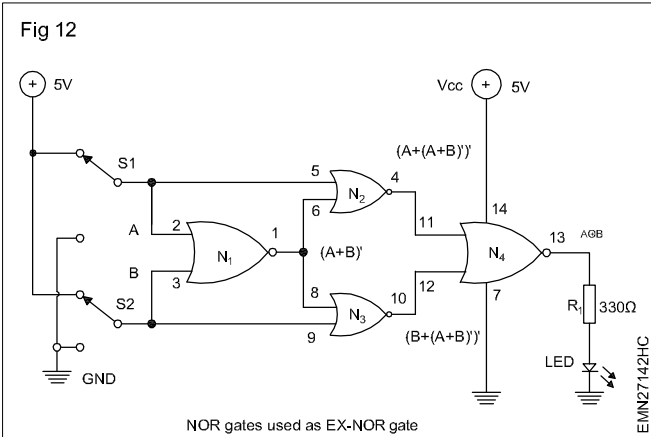 Fig 12
5V
Vcc
5V
S1
(A+(A+B)')'
5
4
N2
6
14
A
2
1
11
13
A⊙B
N1
(A+B)'
N4
B
3
8
10
12
7
R1
330Ω
S2
N3
9
(B+(A+B)')'
LED
GND
NOR gates used as EX-NOR gate
EMN27142HC